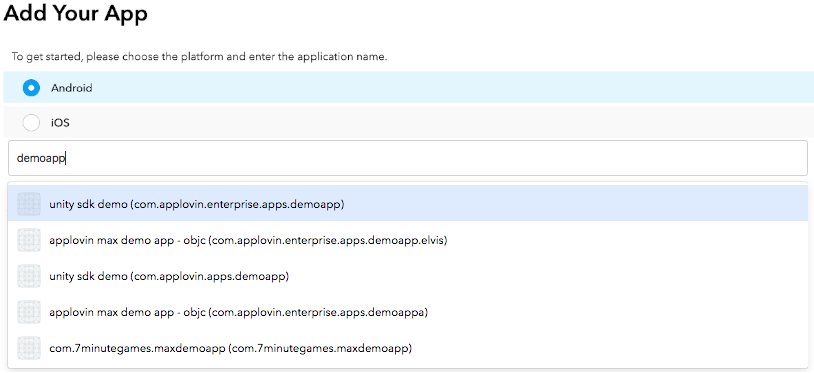 Add Your App
To get started, please choose the platform and enter the application name.
Android
iOS
demoapp
unity sdk demo (com.applovin.enterprise.apps.demoapp)
applovin max demo app - objc (com.applovin.enterprise.apps.demoapp.elvis)
unity sdk demo (com.applovin.apps.demoapp)
applovin max demo app - objc (com.applovin.enterprise.apps.demoappa)
com.7minutegames.maxdemoapp (com.7minutegames.maxdemoapp)